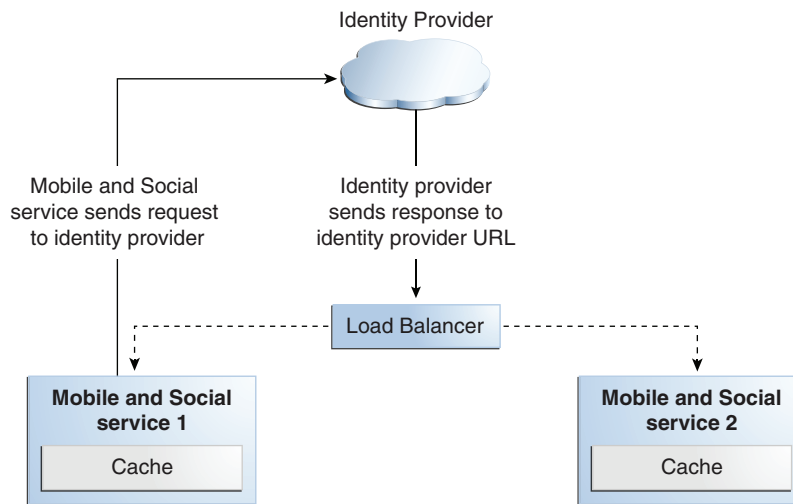 Identity Provider
Mobile and Social
service sends request
to identity provider
Identity provider
sends response to
identity provider URL
Load Balancer
Mobile and Social
service 1
Cache
Mobile and Social
service 2
Cache